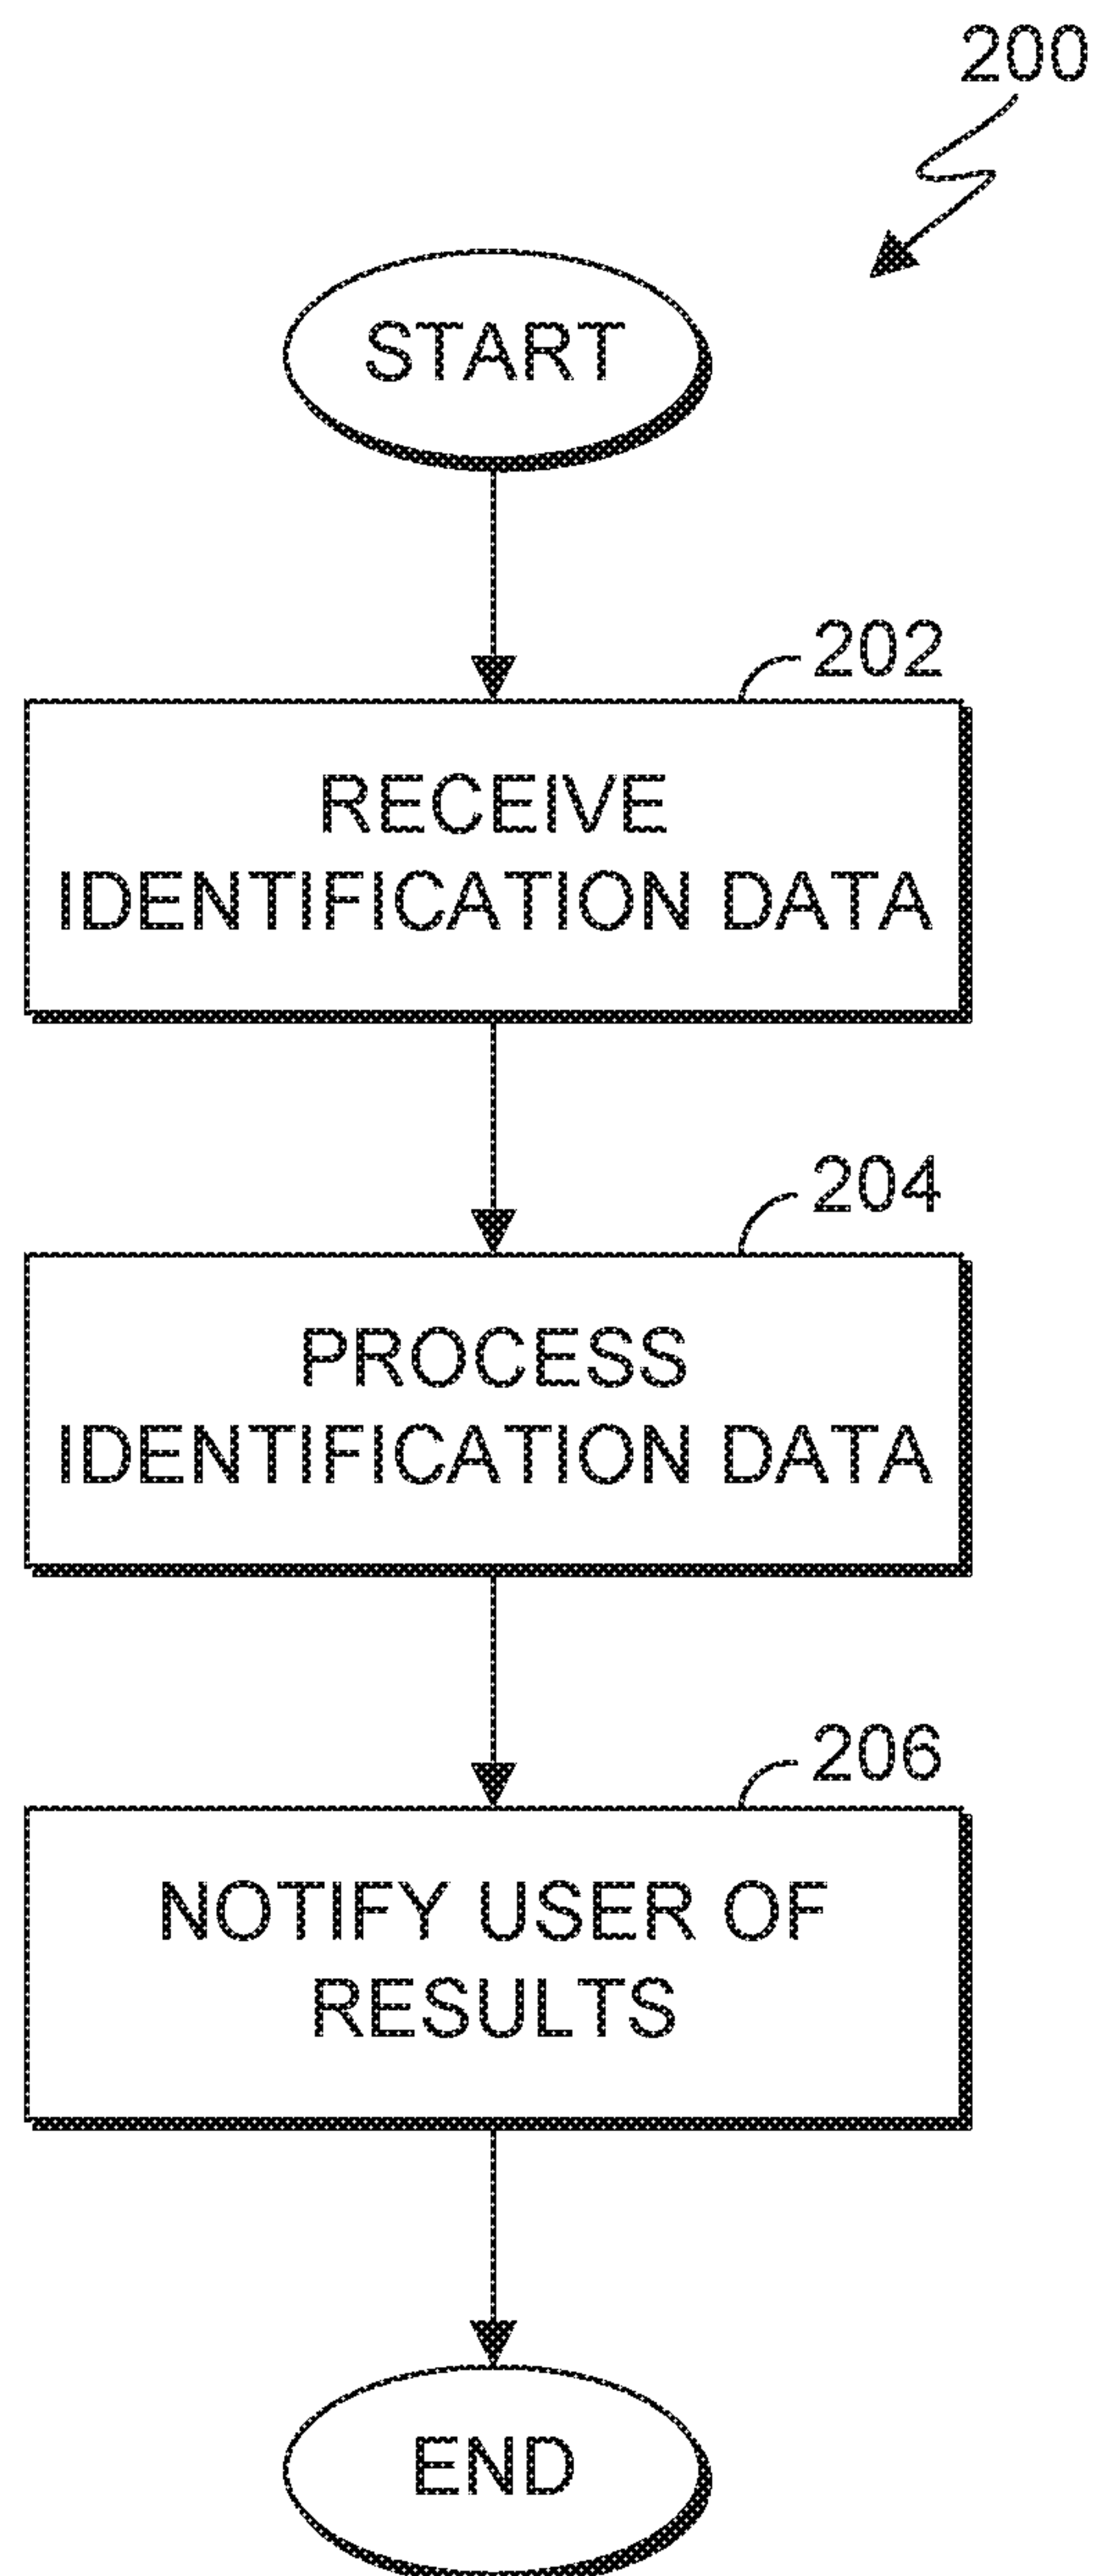 200
START
202
RECEIVE
IDENTIFICATION DATA
204
PROCESS
IDENTIFICATION DATA
206
NOTIFY USER OF
RESULTS
END